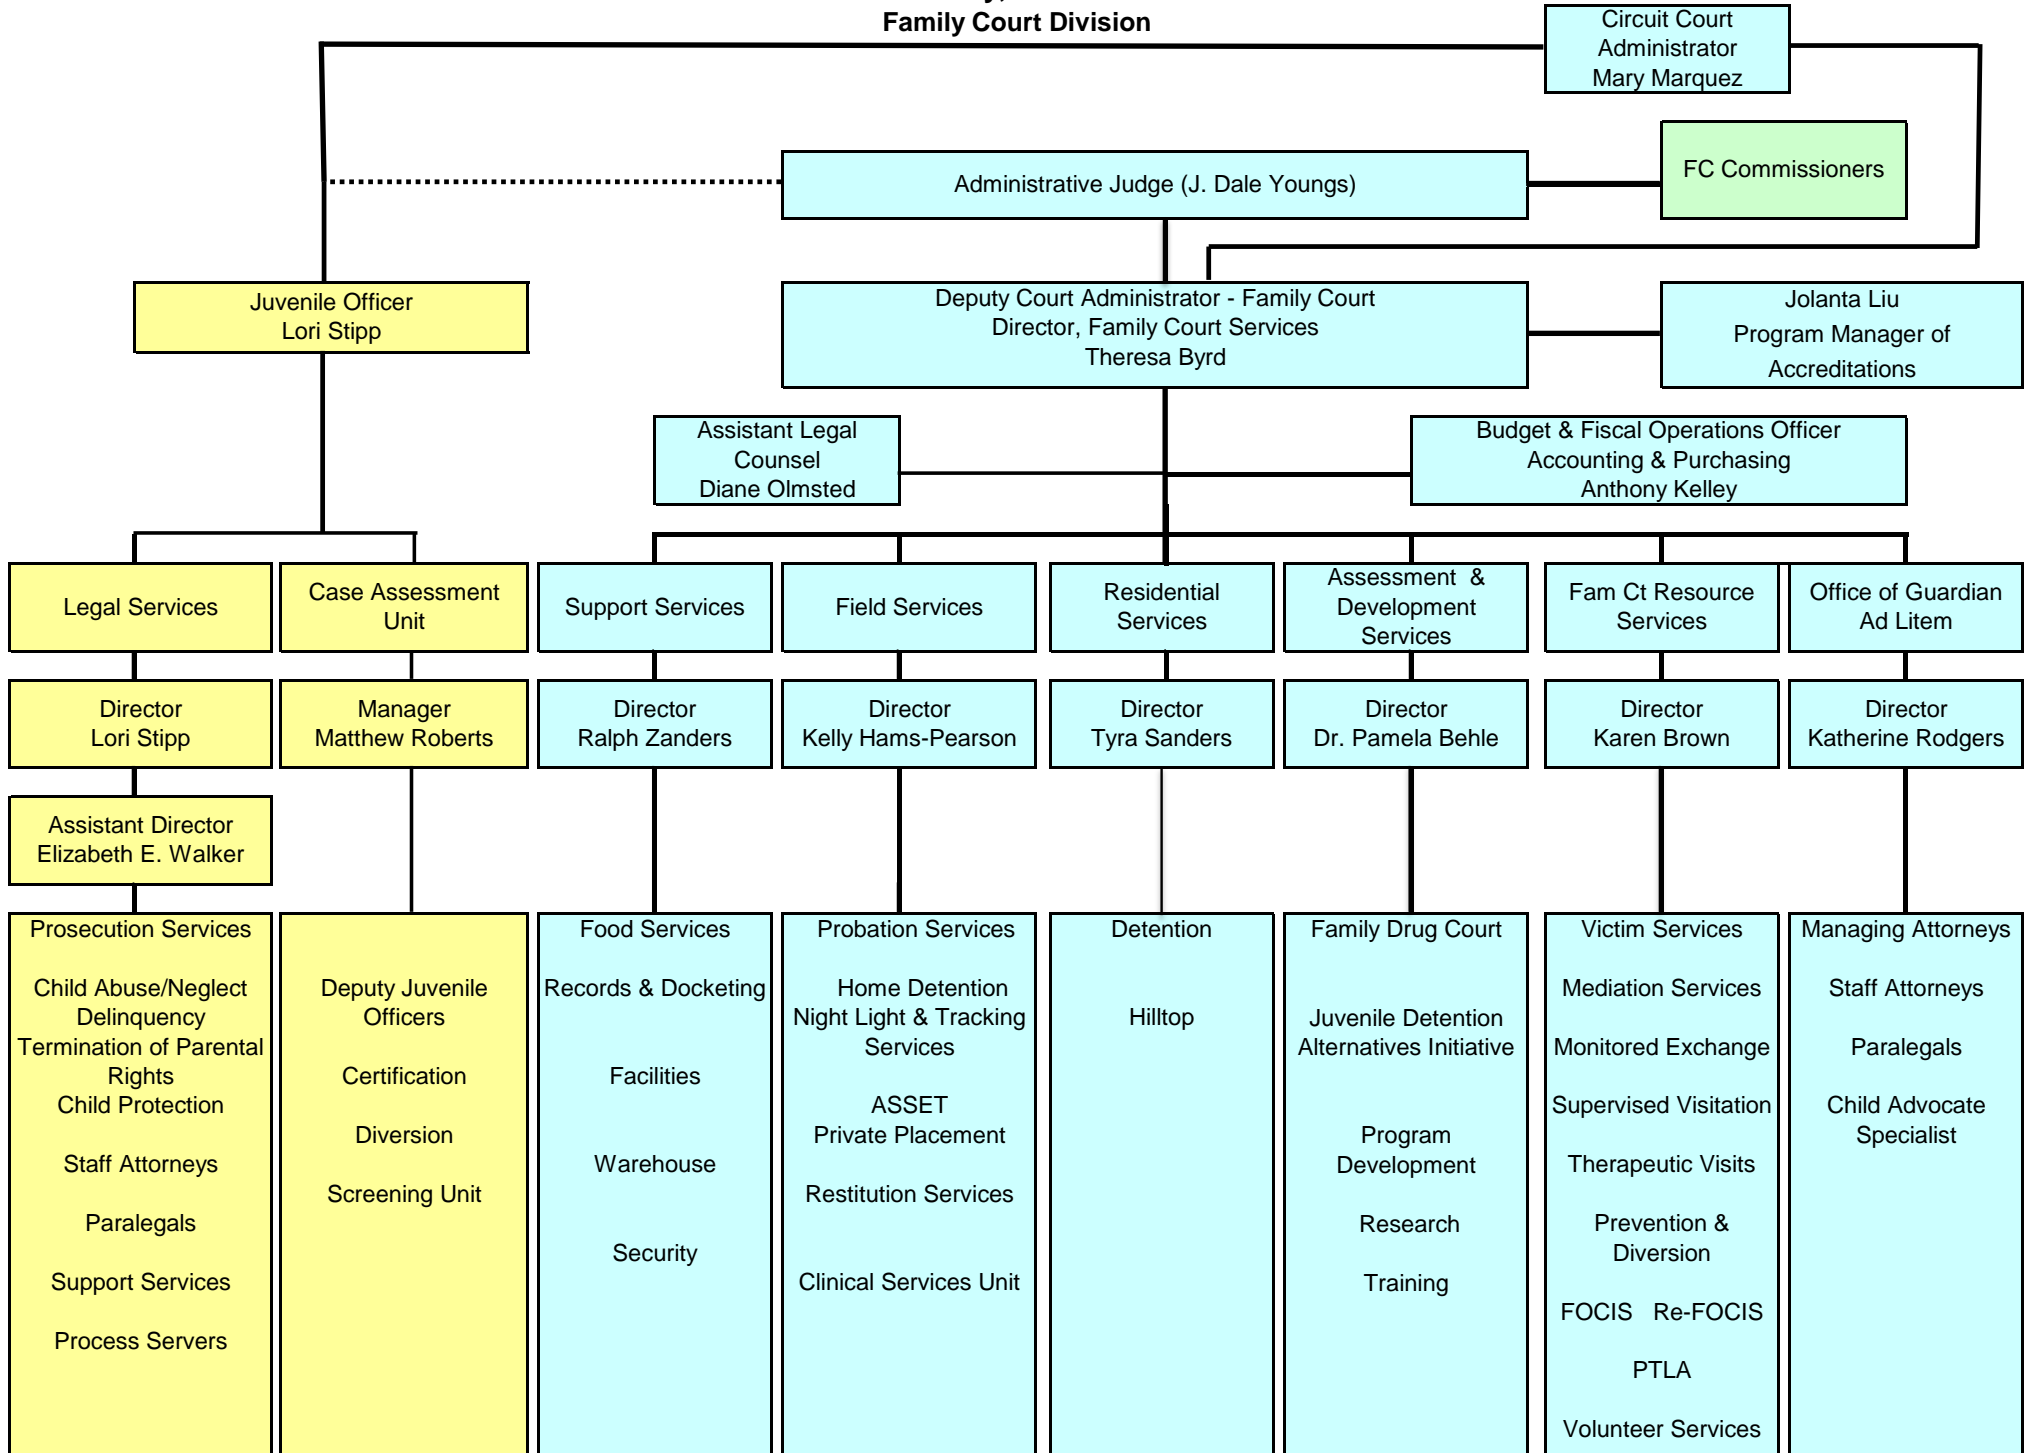 Family Court Division
Circuit Court
Administrator
Mary Marquez
FC Commissioners
Administrative Judge (J. Dale Youngs)
Juvenile Officer
Lori Stipp
Deputy Court Administrator - Family Court
Director, Family Court Services
Theresa Byrd
Jolanta Liu
Program Manager of
Accreditations
Assistant Legal
Counsel
Diane Olmsted
Budget & Fiscal Operations Officer
Accounting & Purchasing
Anthony Kelley
Legal Services
Case Assessment
Unit
Support Services
Field Services
Residential
Services
Assessment & 
Development
Services
Fam Ct Resource
Services
Office of Guardian
Ad Litem
Director
Lori Stipp
Manager
Matthew Roberts
Director
Ralph Zanders
Director
Kelly Hams-Pearson
Director
Tyra Sanders
Director
Dr. Pamela Behle
Director
Karen Brown
Director
Katherine Rodgers
Assistant Director
Elizabeth E. Walker
Prosecution Services
Child Abuse/Neglect
Delinquency
Termination of Parental
Rights
Child Protection
Staff Attorneys
Paralegals
Support Services
Process Servers
Deputy Juvenile
Officers
Certification
Diversion
Screening Unit
Food Services
Records & Docketing
Facilities
Warehouse
Security
Probation Services
Home Detention
Night Light & Tracking
Services
ASSET
Private Placement
Restitution Services
Clinical Services Unit
Detention
Hilltop
Family Drug Court
Juvenile Detention
Alternatives Initiative
Program
Development
Research
Training
Victim Services
Mediation Services
Monitored Exchange
Supervised Visitation
Therapeutic Visits
Prevention &
Diversion
FOCIS Re-FOCIS
PTLA
Volunteer Services
Managing Attorneys
Staff Attorneys
Paralegals
Child Advocate
Specialist